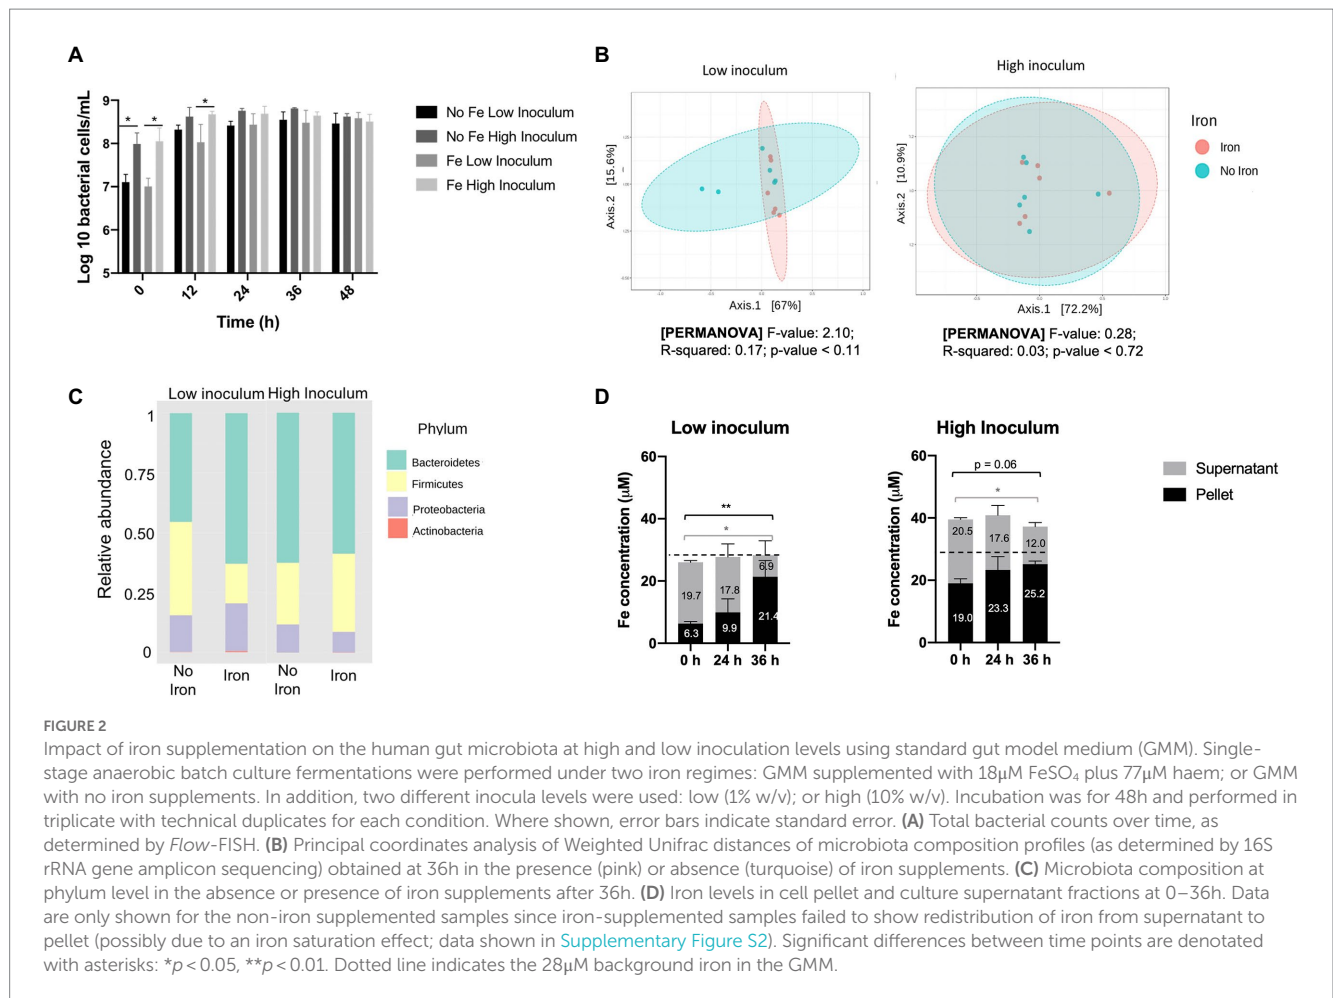 A
9
8
7
6
5
Log 10 bacterial cells/mL
* * *
0 12 24 36 48
Time (h)
No Fe Low Inoculum
No Fe High Inoculum
Fe Low Inoculum
Fe High Inoculum
B
Low inoculum
Axis.2 [15.6%]
Axis.1 [67%]
[PERMANOVA] F-value: 2.10;
R-squared: 0.17; p-value < 0.11
High inoculum
Axis.2 [10.9%]
Axis.1 [72.2%]
[PERMANOVA] F-value: 0.28;
R-squared: 0.03; p-value < 0.72
Iron
Iron
No Iron
C
Low inoculum High Inoculum
1
0.75
0.50
0.25
0
Relative abundance
No Iron
Iron
No Iron
Iron
Phylum
Bacteroidetes
Firmicutes
Proteobacteria
Actinobacteria
D
Low inoculum
60
40
20
0
Fe concentration (μM)
**
*
19.7 17.8 6.9
6.3 9.9 21.4
0 h 24 h 36 h
High Inoculum
60
40
20
0
Fe concentration (μM)
p = 0.06
*
20.5 17.6 12.0
19.0 23.3 25.2
0 h 24 h 36 h
Supernatant
Pellet
FIGURE 2
Impact of iron supplementation on the human gut microbiota at high and low inoculation levels using standard gut model medium (GMM). Single-
stage anaerobic batch culture fermentations were performed under two iron regimes: GMM supplemented with 18μM FeSO₄ plus 77μM haem; or GMM
with no iron supplements. In addition, two different inocula levels were used: low (1% w/v); or high (10% w/v). Incubation was for 48h and performed in
triplicate with technical duplicates for each condition. Where shown, error bars indicate standard error. (A) Total bacterial counts over time, as
determined by Flow-FISH. (B) Principal coordinates analysis of Weighted Unifrac distances of microbiota composition profiles (as determined by 16S
rRNA gene amplicon sequencing) obtained at 36h in the presence (pink) or absence (turquoise) of iron supplements. (C) Microbiota composition at
phylum level in the absence or presence of iron supplements after 36h. (D) Iron levels in cell pellet and culture supernatant fractions at 0–36h. Data
are only shown for the non-iron supplemented samples since iron-supplemented samples failed to show redistribution of iron from supernatant to
pellet (possibly due to an iron saturation effect; data shown in Supplementary Figure S2). Significant differences between time points are denotated
with asterisks: *p < 0.05, **p < 0.01. Dotted line indicates the 28μM background iron in the GMM.